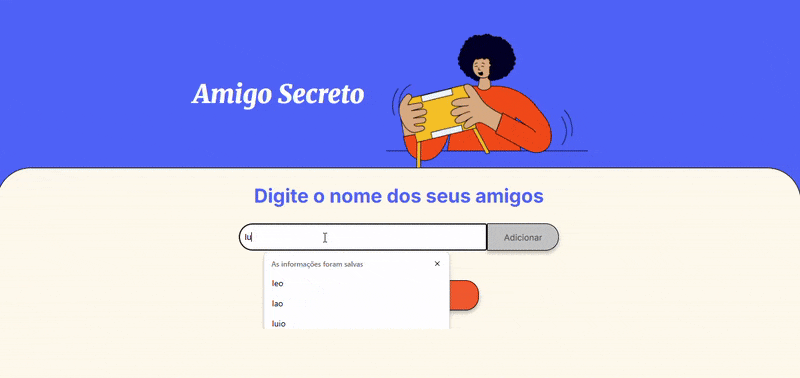 Amigo Secreto
Digite o nome dos seus amigos
lu
Adicionar
As informações foram salvas
leo
lao
luio